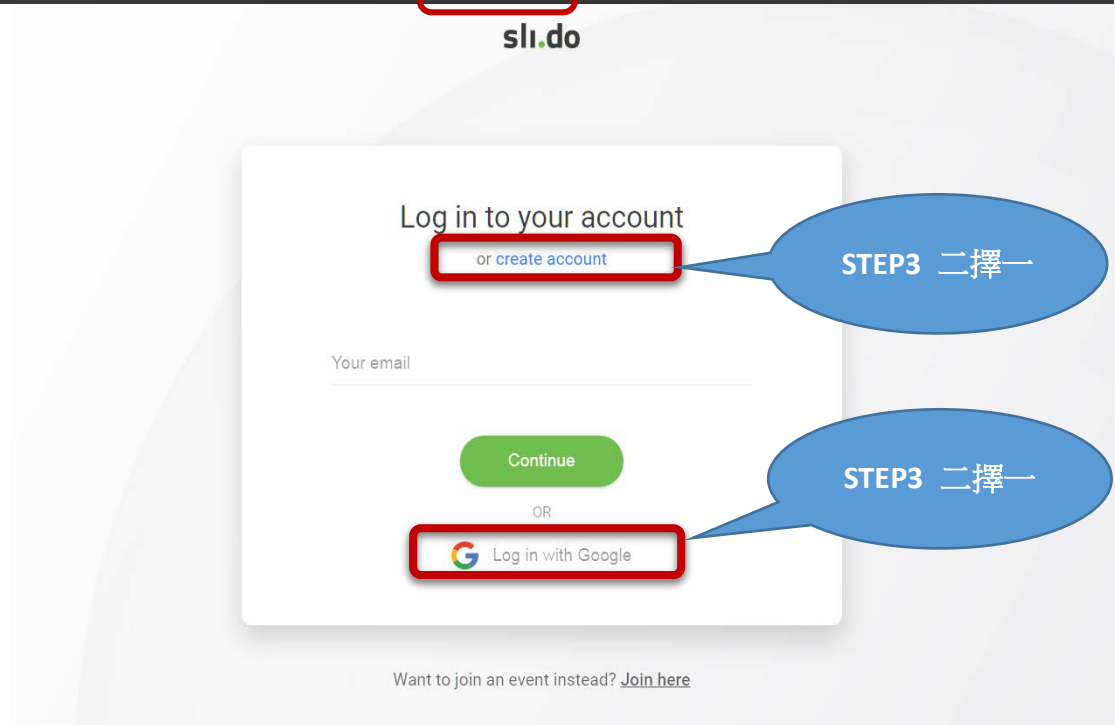 slı.do
Log in to your account
or create account
STEP3 二擇一
Your email
Continue
STEP3 二擇一
OR
Log in with Google
Want to join an event instead? Join here